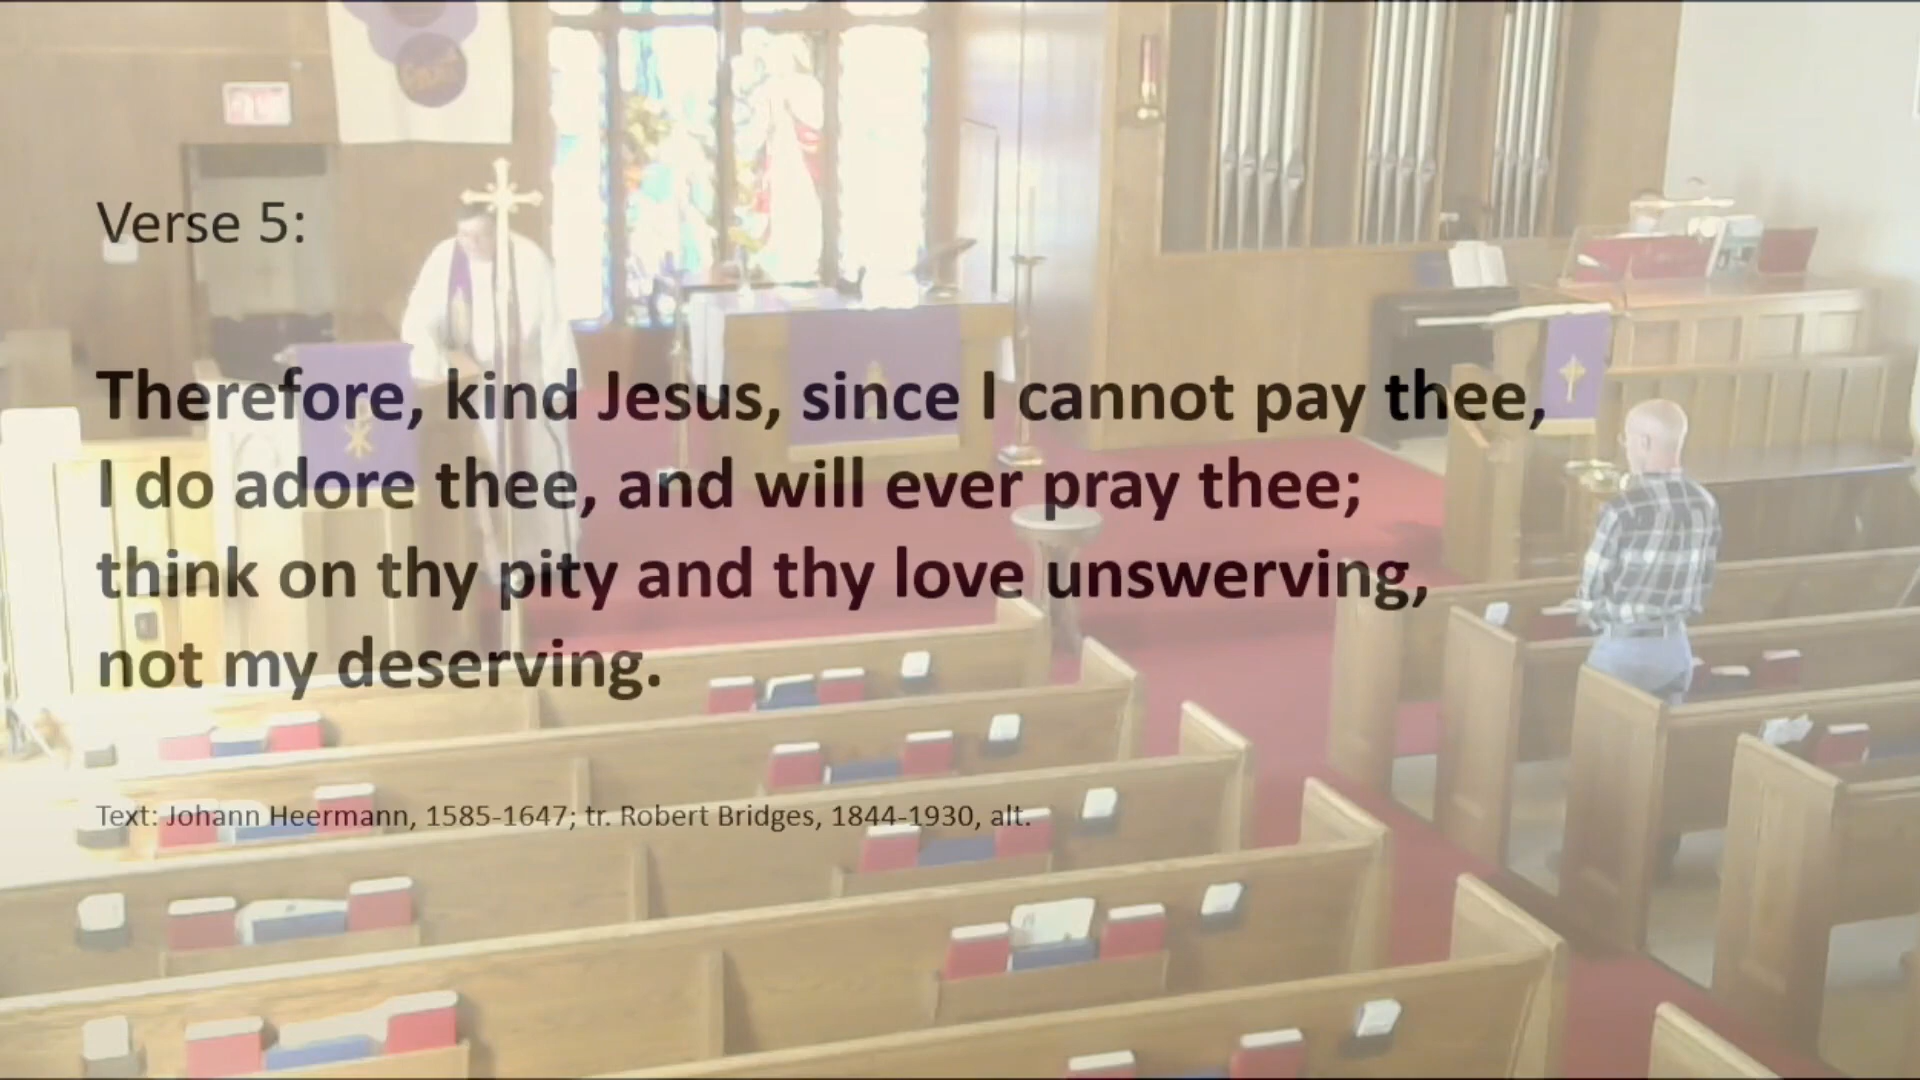 Verse 5:
Therefore, kind Jesus, since I cannot pay thee,
I do adore thee, and will ever pray thee;
think on thy pity and thy love unswerving,
not my deserving.
Text: Johann Heermann, 1585-1647; tr. Robert Bridges, 1844-1930, alt.